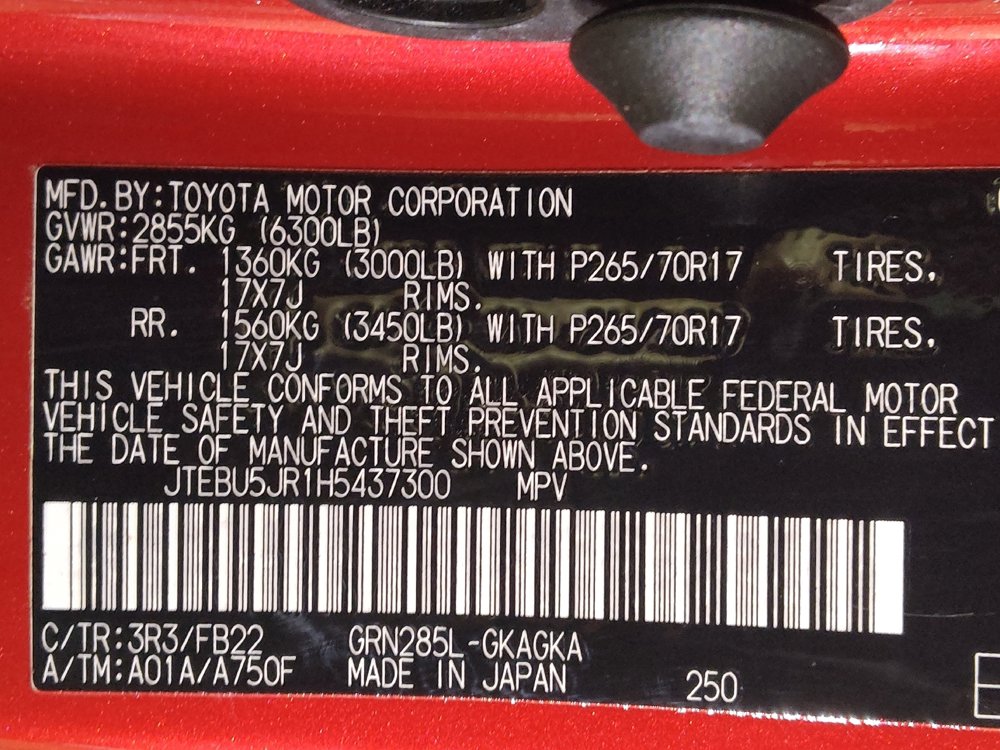 MFD. BY: TOYOTA MOTOR CORPORATION
GVWR: 2855KG (6300LB)
GAWR: FRT. 1360KG (3000LB) WITH P265/70R17 TIRES.
17X7J RIMS.
RR. 1560KG (3450LB) WITH P265/70R17 TIRES.
17X7J RIMS.
THIS VEHICLE CONFORMS TO ALL APPLICABLE FEDERAL MOTOR
VEHICLE SAFETY AND THEFT PREVENTION STANDARDS IN EFFECT
THE DATE OF MANUFACTURE SHOWN ABOVE.
JTEBU5JR1H5437300 MPV
C/TR: 3R3/FB22 GRN285L-GKAGKA
A/TM: A01A/A750F MADE IN JAPAN 250